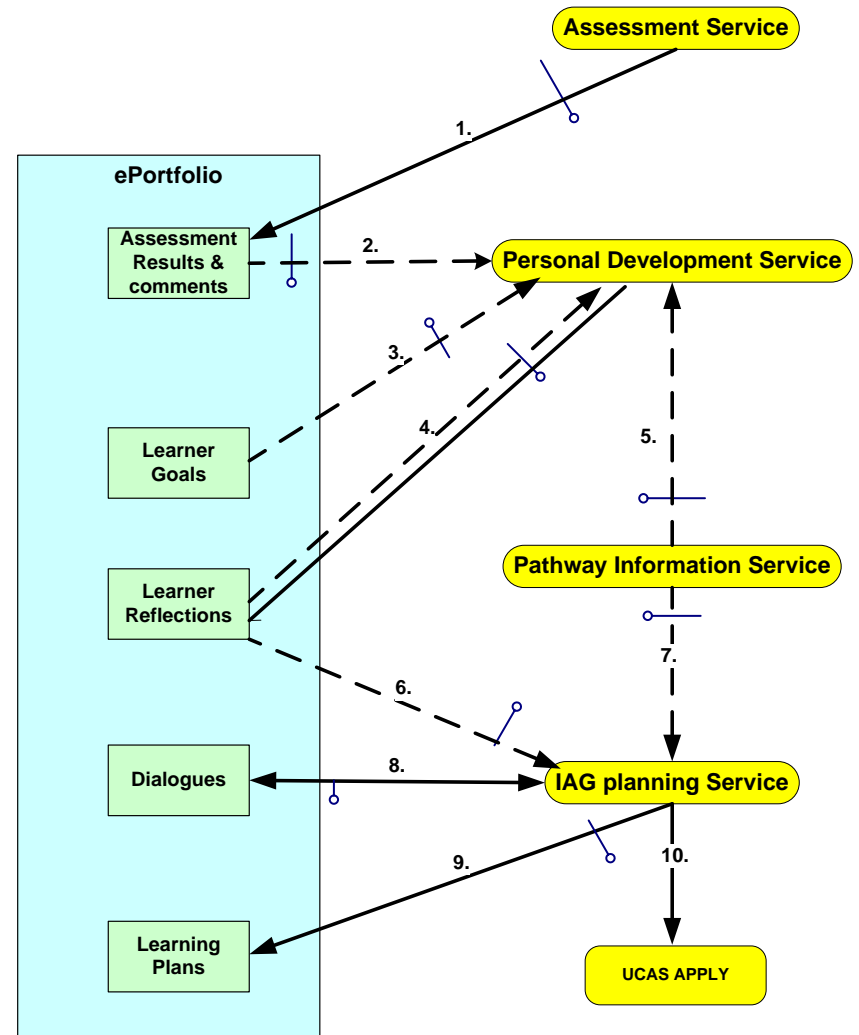 Assessment Service
1.
ePortfolio
Assessment
Results &
comments
2.
Personal Development Service
3.
4.
Learner
Goals
5.
Pathway Information Service
Learner
Reflections
6.
7.
Dialogues
8.
IAG planning Service
9.
10.
Learning
Plans
UCAS APPLY